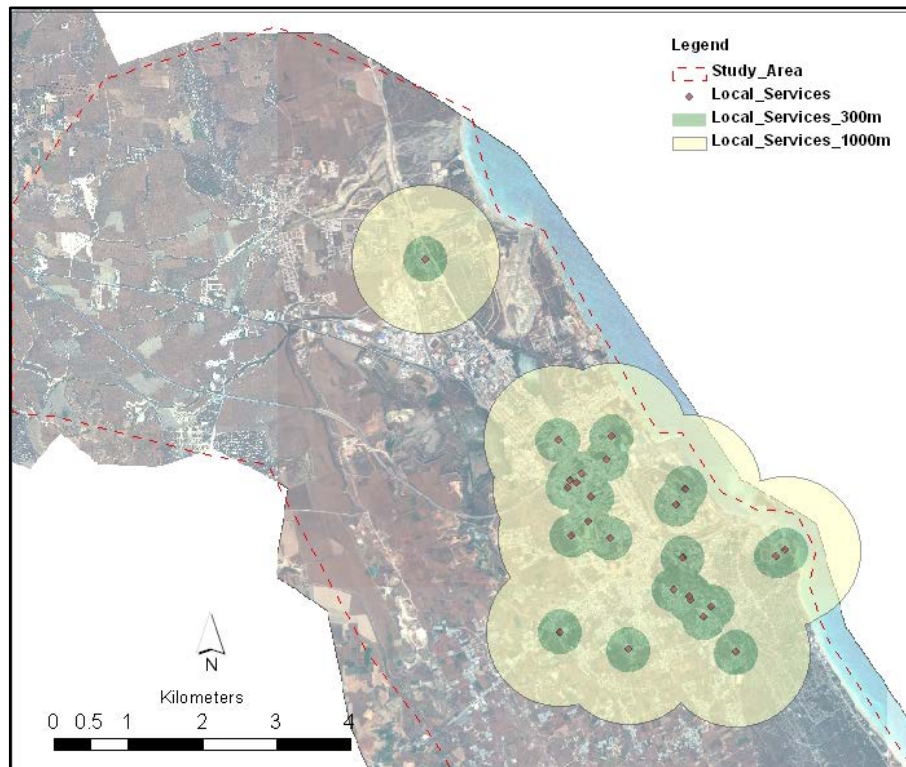 Legend
Study_Area
Local_Services
Local_Services_300m
Local_Services_1000m
N
Kilometers
0 0.5 1 2 3 4